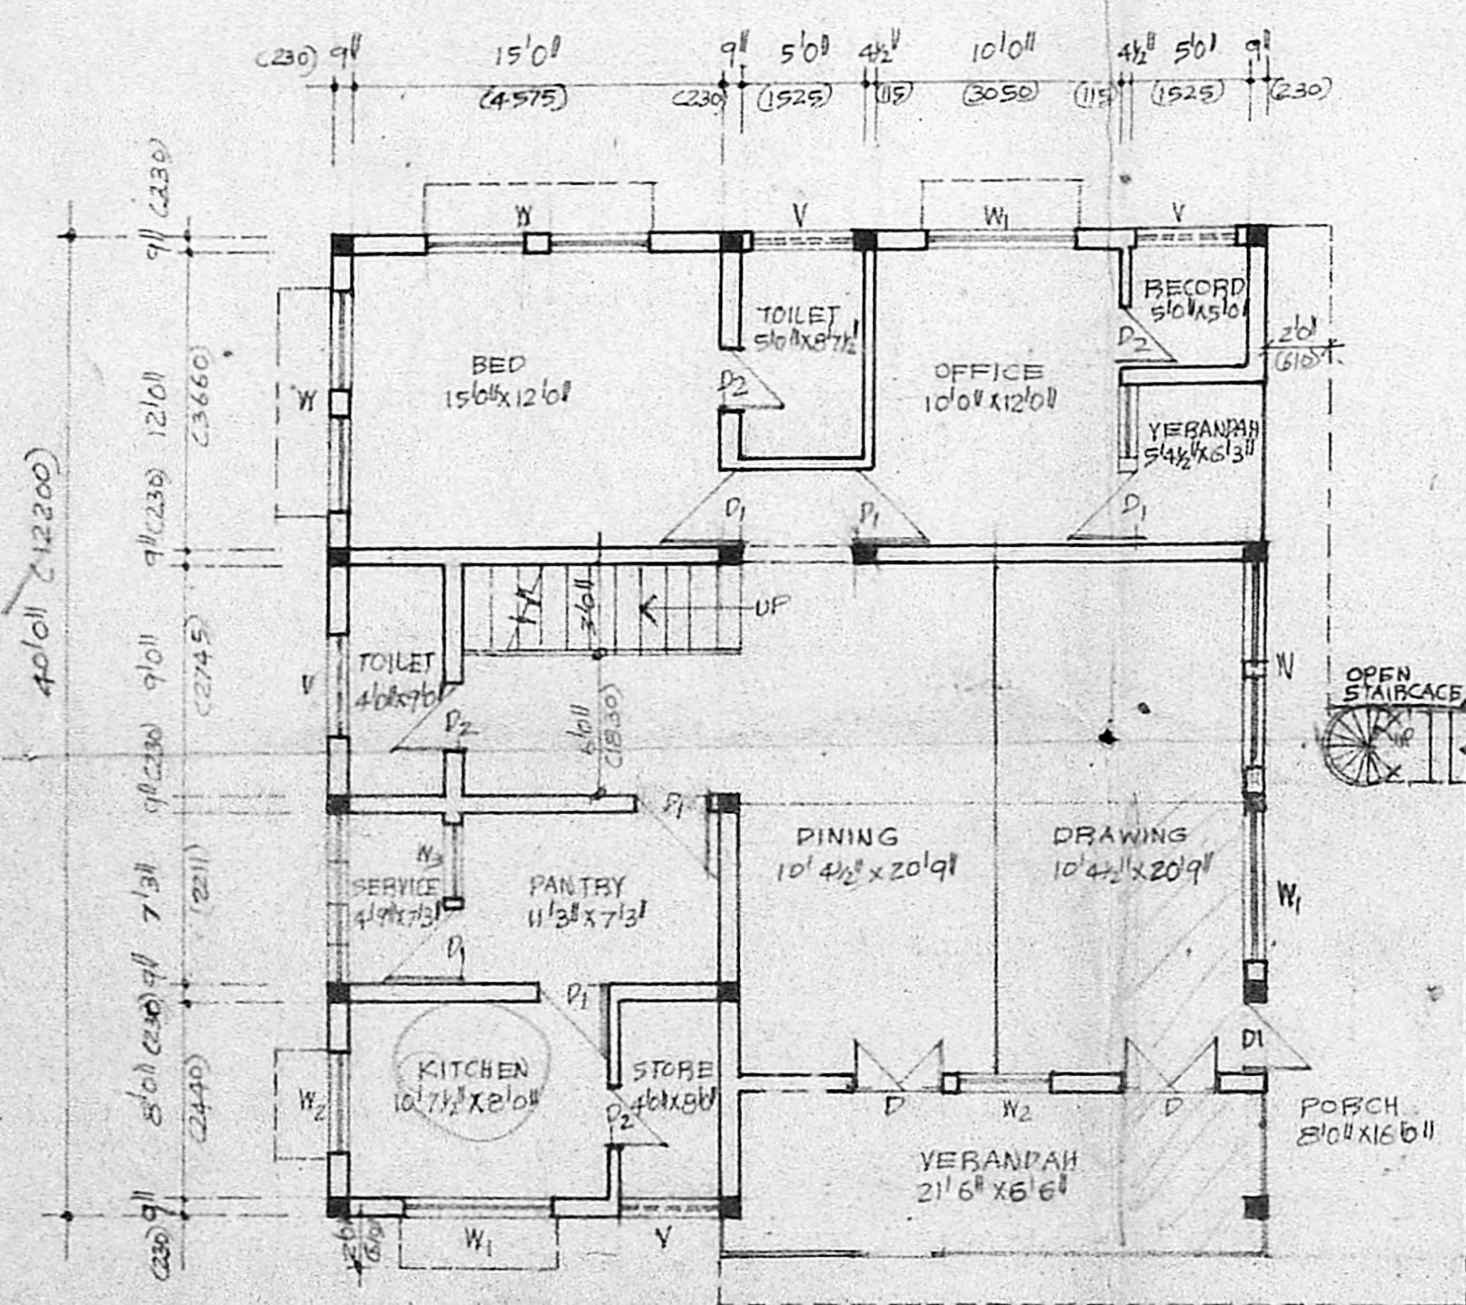 (230) 9" 15'0" 9" 5'0" 4½" 10'0" 4½" 5'0" 9"
(4575) (230) (1525) (115) (3050) (115) (1525) (230)
9" (230)
W V W1 V
RECORD
5'0"X5'0"
TOILET
5'0"X8'7½"
2'0"
(610)
D2
BED
15'0"X12'0"
D2
OFFICE
10'0"X12'0"
W
12'0" (3660)
VERANDAH
5'4½"X6'3"
D1 D1 D1
9" (230)
40'0" (12200)
3'0"
UP
TOILET
4'0"X9'0"
V
D2
9'0" (2745)
6'0"
(1830)
W
OPEN
STAIRCACE
UP
9" (230)
D1
DINING
10'4½"X20'9"
DRAWING
10'4½"X20'9"
W3
SERVICE
4'9"X7'3"
PANTRY
11'3"X7'3"
W1
7'3" (2211)
D1
D1
9" (230)
D1
KITCHEN
10'7½"X8'0"
STORE
4'0"X8'0"
W2
D2
8'0" (2440)
D W2 D
PORCH
8'0"X16'0"
VERANDAH
21'6"X6'6"
9" (230)
2'0"
(610)
W1 V